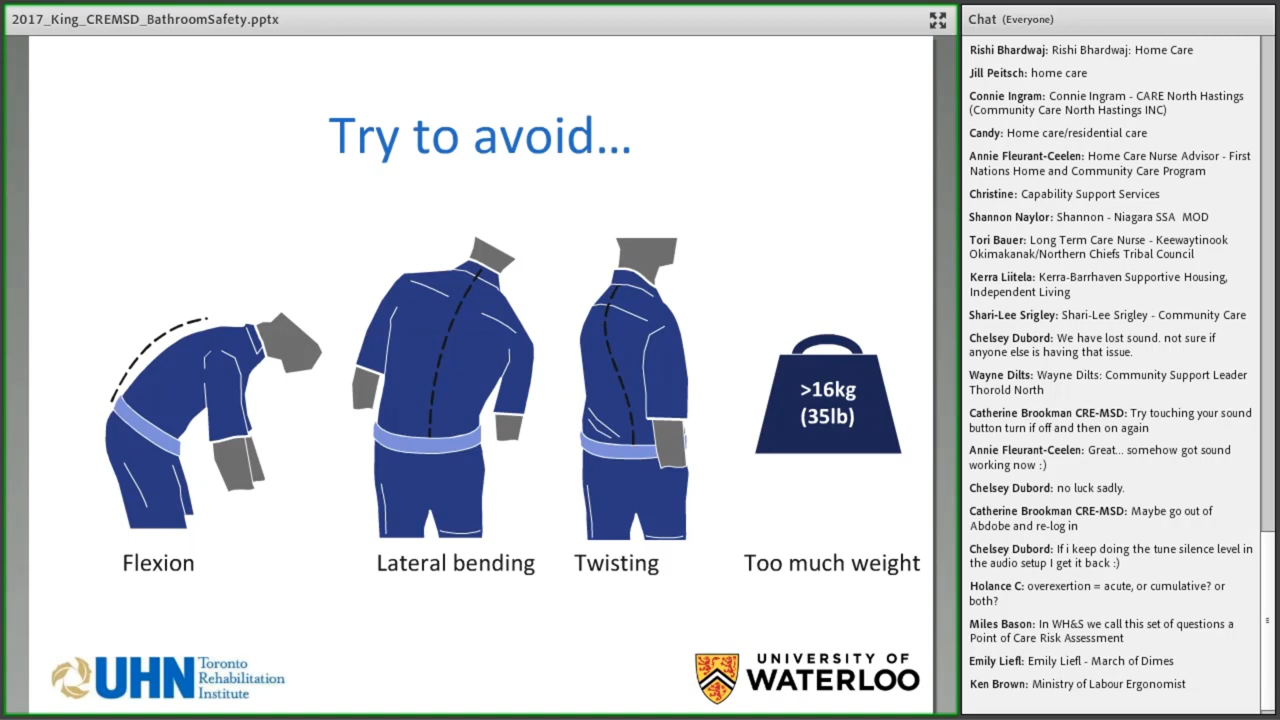 2017_King_CREMSD_BathroomSafety.pptx
Try to avoid...
>16kg
(35lb)
Flexion
Lateral bending
Twisting
Too much weight
UHN
Toronto
Rehabilitation
Institute
UNIVERSITY OF
WATERLOO
Chat (Everyone)
Rishi Bhardwaj: Rishi Bhardwaj: Home Care
Jill Peitsch: home care
Connie Ingram: Connie Ingram - CARE North Hastings
(Community Care North Hastings INC)
Candy: Home care/residential care
Annie Fleurant-Ceelen: Home Care Nurse Advisor - First
Nations Home and Community Care Program
Christine: Capability Support Services
Shannon Naylor: Shannon - Niagara SSA MOD
Tori Bauer: Long Term Care Nurse - Keewaytinook
Okimakanak/Northern Chiefs Tribal Council
Kerra Liitela: Kerra-Barrhaven Supportive Housing,
Independent Living
Shari-Lee Srigley: Shari-Lee Srigley - Community Care
Chelsey Dubord: We have lost sound. not sure if
anyone else is having that issue.
Wayne Dilts: Wayne Dilts: Community Support Leader
Thorold North
Catherine Brookman CRE-MSD: Try touching your sound
button turn if off and then on again
Annie Fleurant-Ceelen: Great... somehow got sound
working now :)
Chelsey Dubord: no luck sadly.
Catherine Brookman CRE-MSD: Maybe go out of
Abdobe and re-log in
Chelsey Dubord: If i keep doing the tune silence level in
the audio setup I get it back :)
Holance C: overexertion = acute, or cumulative? or
both?
Miles Bason: In WH&S we call this set of questions a
Point of Care Risk Assessment
Emily Liefl: Emily Liefl - March of Dimes
Ken Brown: Ministry of Labour Ergonomist